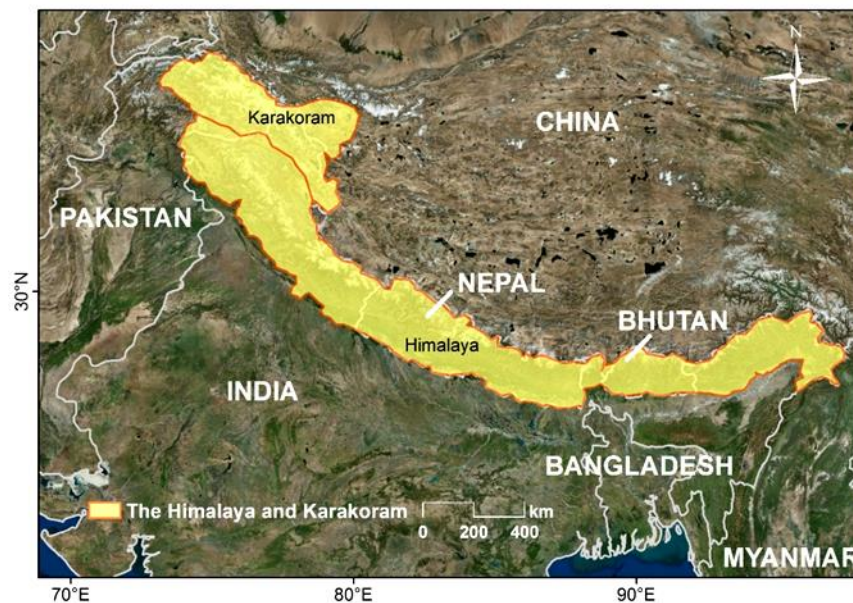 Karakoram
CHINA
PAKISTAN
30°N
NEPAL
BHUTAN
Himalaya
INDIA
BANGLADESH
The Himalaya and Karakoram
km
0 200 400
MYANMAR
70°E 80°E 90°E